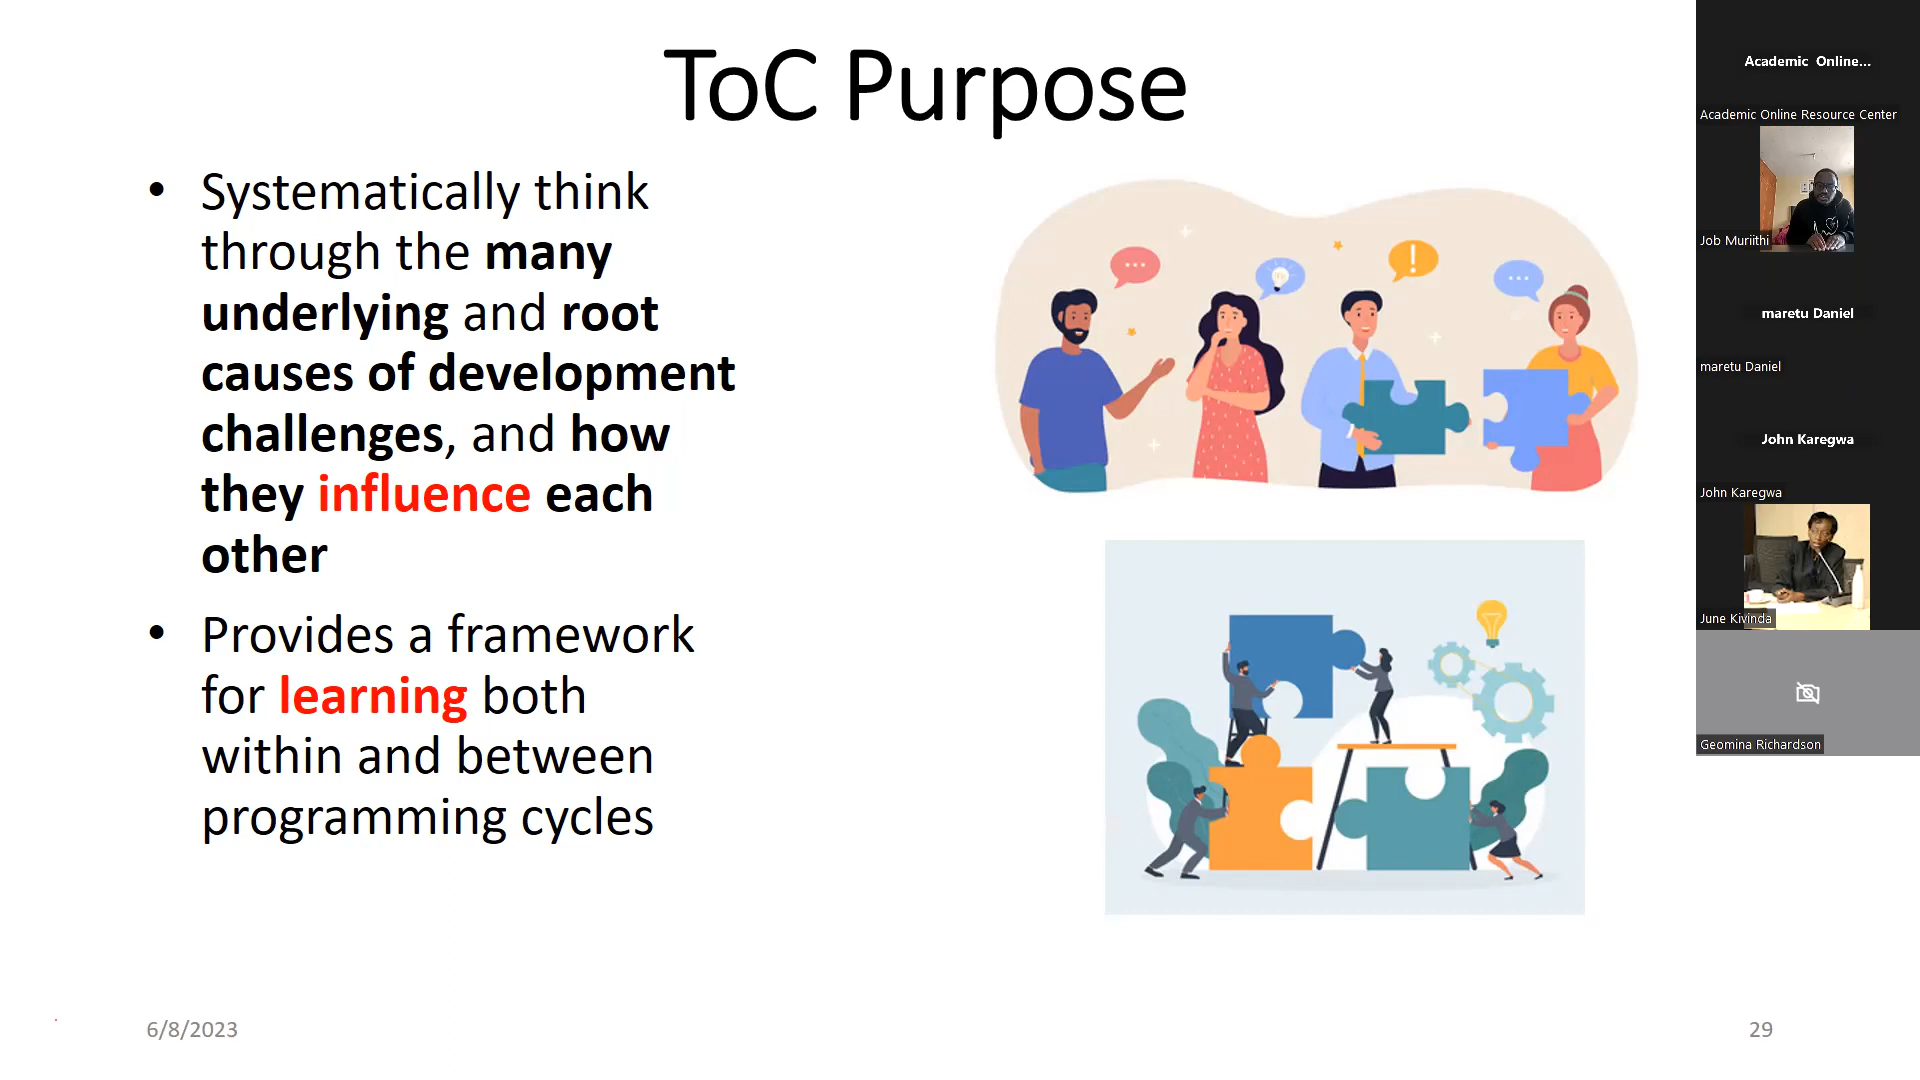 ToC Purpose
• Systematically think
through the many
underlying and root
causes of development
challenges, and how
they influence each
other
• Provides a framework
for learning both
within and between
programming cycles
6/8/2023
29
Academic Online...
Academic Online Resource Center
Job Muriithi
maretu Daniel
maretu Daniel
John Karegwa
John Karegwa
June Kivinda
Geomina Richardson